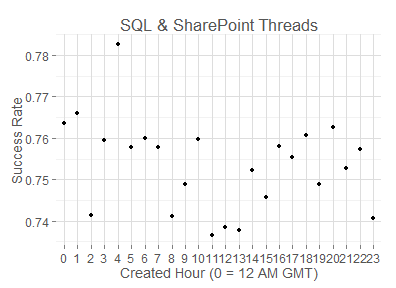 SQL & SharePoint Threads
0.78
0.77
0.76
0.75
0.74
Success Rate
0 1 2 3 4 5 6 7 8 9 10 11 12 13 14 15 16 17 18 19 20 21 22 23
Created Hour (0 = 12 AM GMT)